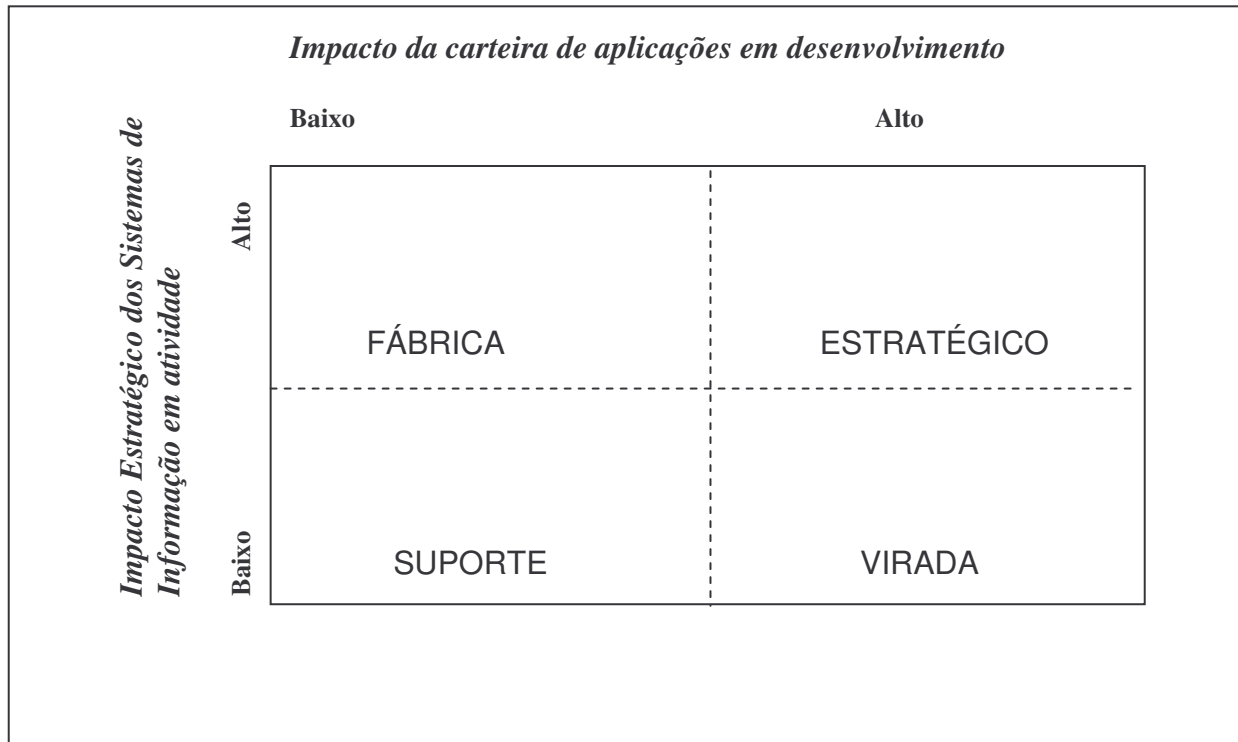 Impacto da carteira de aplicações em desenvolvimento
Baixo Alto
Impacto Estratégico dos Sistemas de
Informação em atividade
Alto
FÁBRICA ESTRATÉGICO
Baixo
SUPORTE VIRADA